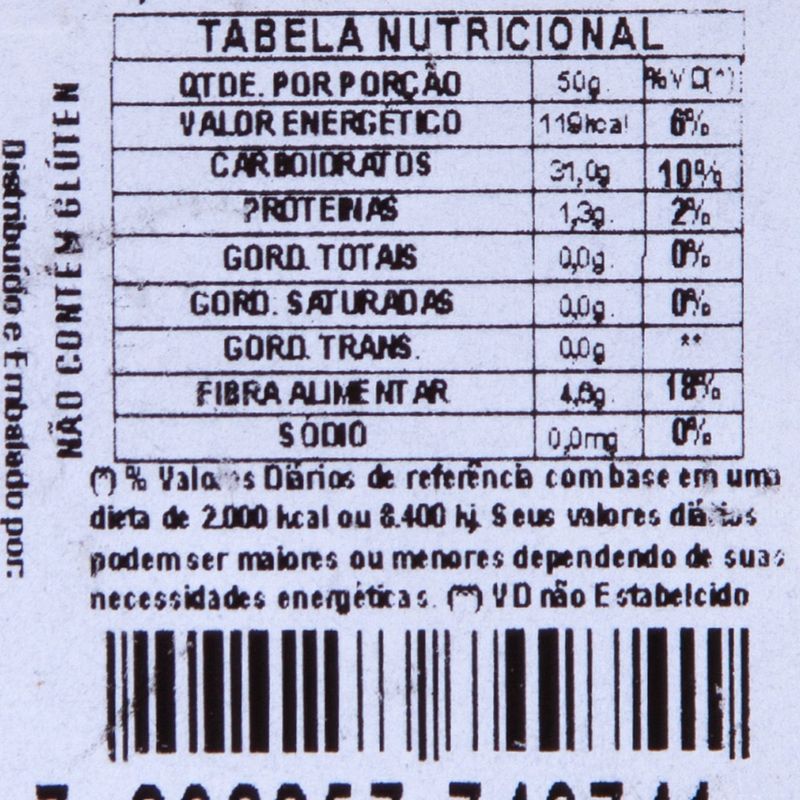 TABELA NUTRICIONAL
QTDE. POR PORÇÃO 50g. % V D(*)
VALOR ENERGÉTICO 119kcal 6%
CARBOIDRATOS 31,0g 10%
PROTEINAS 1,3g. 2%
GORD. TOTAIS 0,0g. 0%
GORD. SATURADAS 0,0g. 0%
GORD. TRANS. 0,0g **
FIBRA ALIMENTAR 4,6g. 18%
SÓDIO 0,0mg 0%
(*) % Valores Diários de referência com base em uma
dieta de 2.000 kcal ou 8.400 kj. Seus valores diários
podem ser maiores ou menores dependendo de suas
necessidades energéticas. (**) VD não Estabelcido
NÃO CONTÉM GLÚTEN
Distribuído e Embalado por: